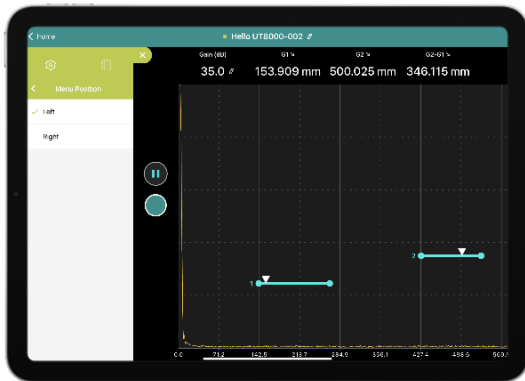 Home
Hello UT8000-002
Gain (dB) G1 G2 G2-G1
35.0 153.909 mm 500.025 mm 346.115 mm
Menu Position
Left
Right
1
2
0.0 71.2 142.5 213.7 284.9 356.1 427.4 498.6